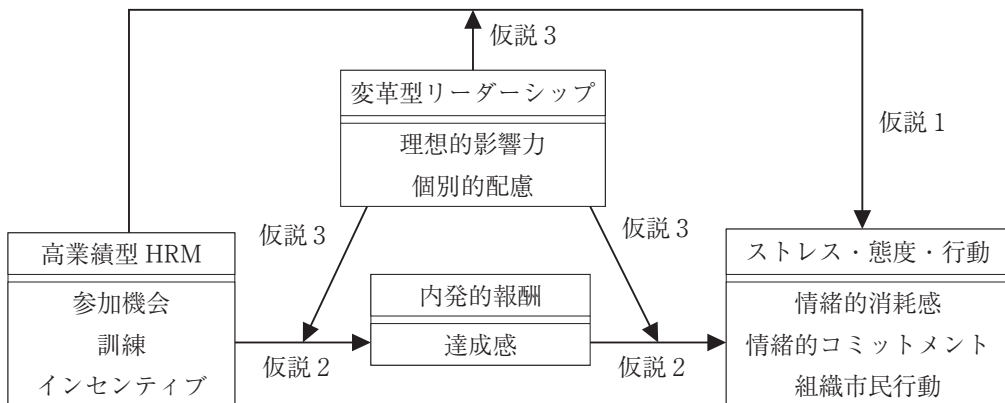 仮説 3
変革型リーダーシップ
理想的影響力
個別的配慮
仮説 1
仮説 3
仮説 3
高業績型 HRM
参加機会
訓練
インセンティブ
仮説 2
内発的報酬
達成感
仮説 2
ストレス・態度・行動
情緒的消耗感
情緒的コミットメント
組織市民行動